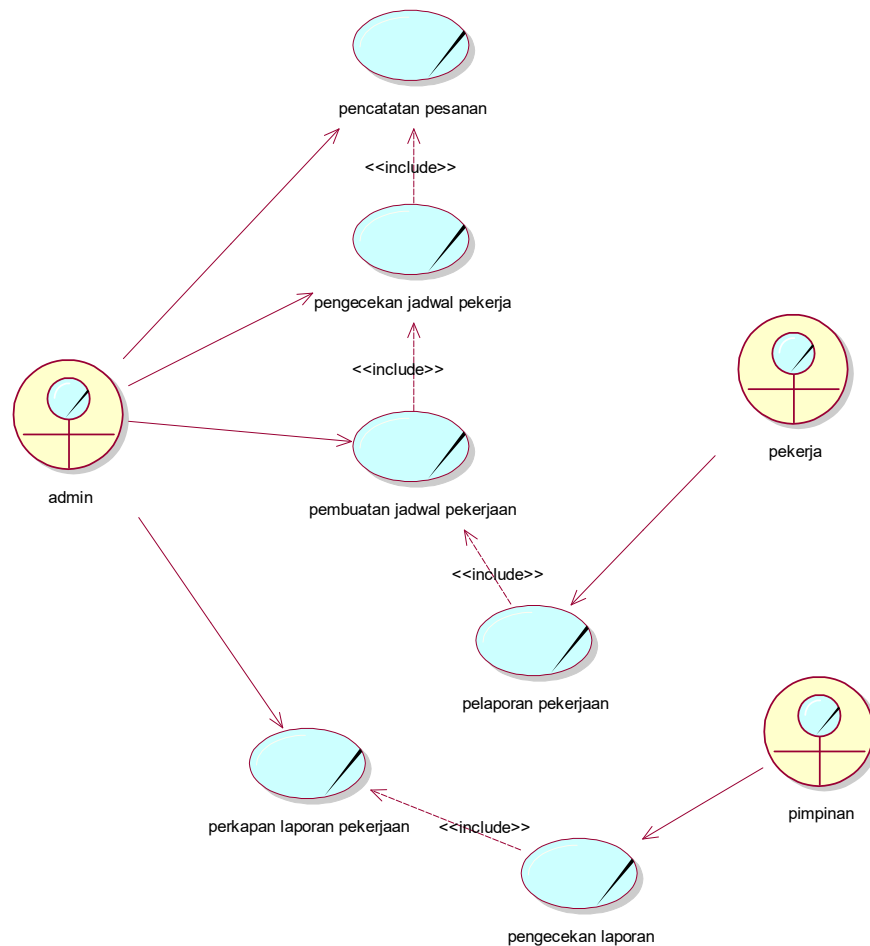 pencatatan pesanan
<<include>>
pengecekan jadwal pekerja
<<include>>
pekerja
admin
pembuatan jadwal pekerjaan
<<include>>
pelaporan pekerjaan
pimpinan
perkapan laporan pekerjaan
<<include>>
pengecekan laporan